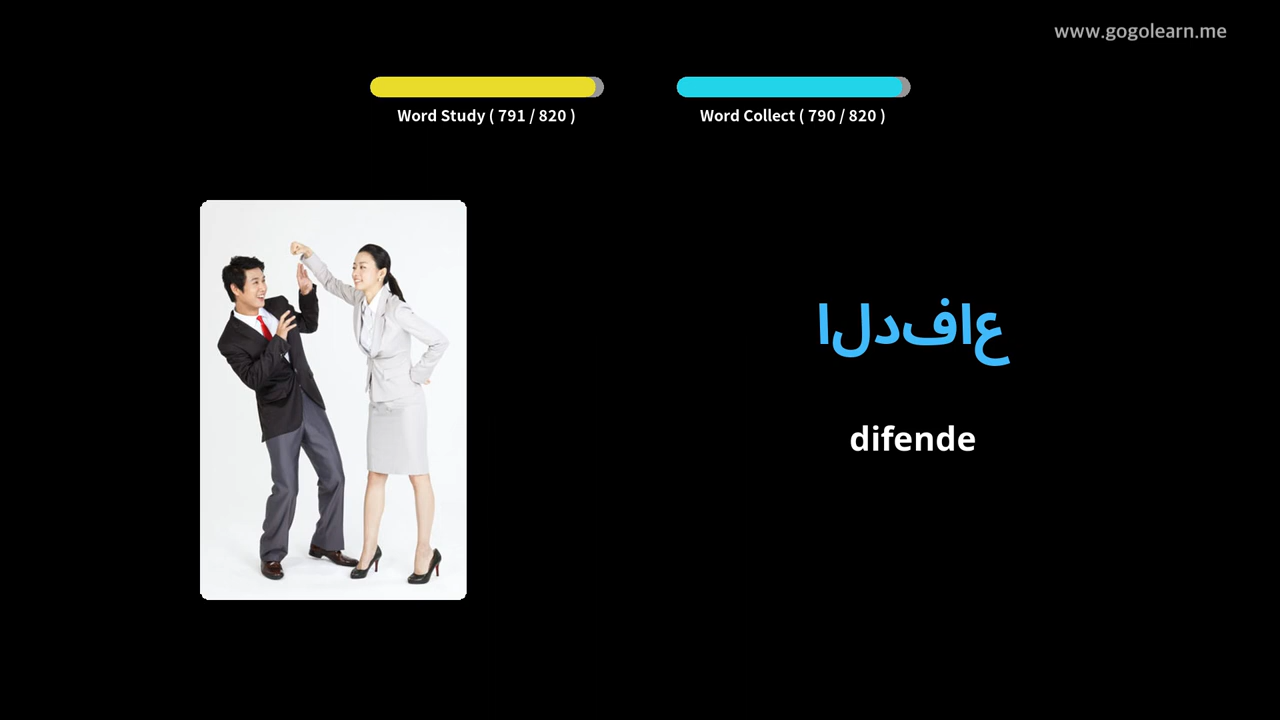 www.gogolearn.me
Word Study ( 791 / 820 )
Word Collect ( 790 / 820 )
الدفاع
difende